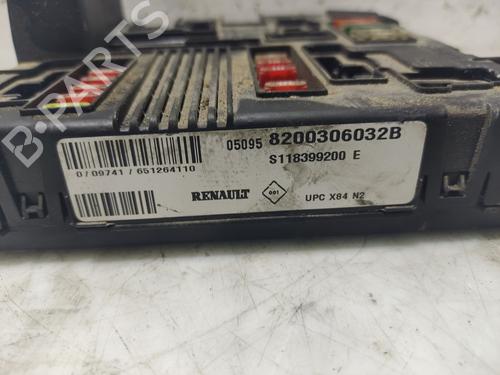 05095 8200306032B
S118399200 E
0 / 09741 / 651264110
RENAULT 001 UPC X84 N2
B-PARTS